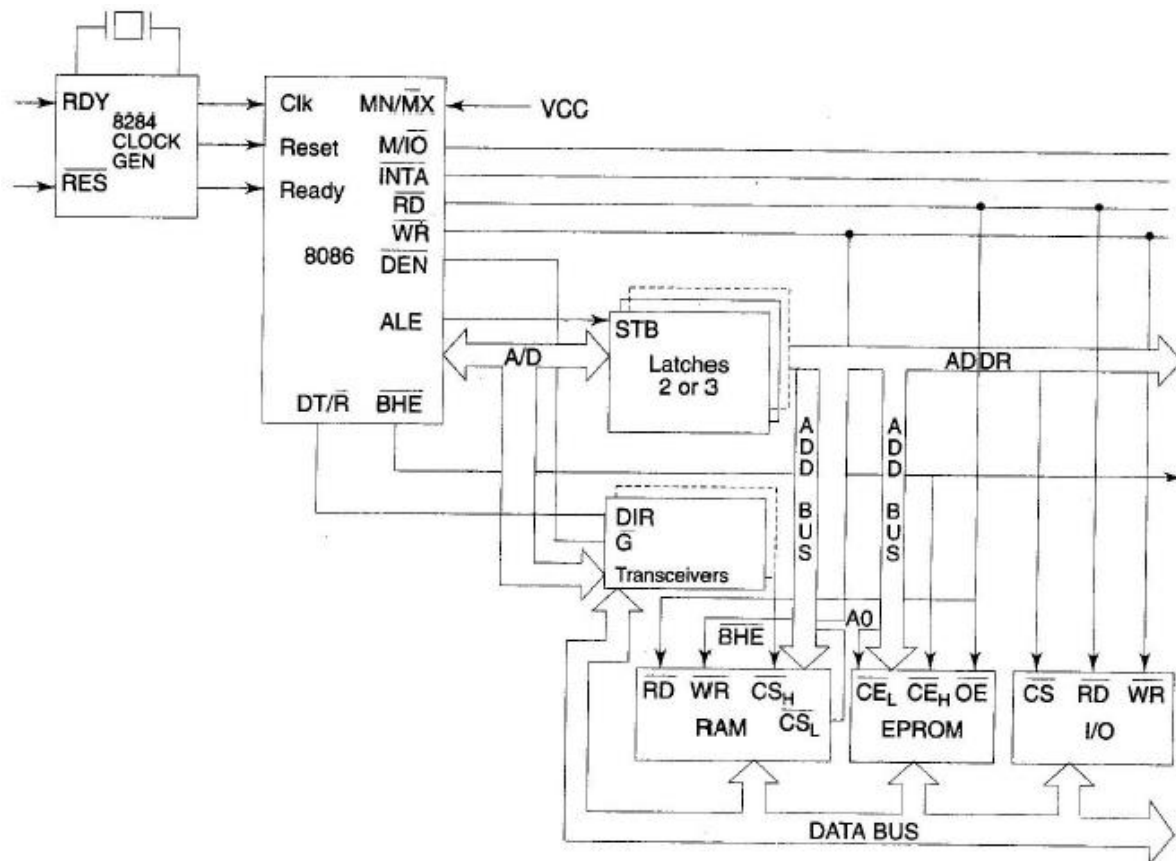 RDY
8284
CLOCK
GEN
RES
Clk
MN/MX
VCC
Reset
M/IO
INTA
Ready
RD
WR
8086
DEN
ALE
STB
A/D
Latches
2 or 3
ADDR
DT/R
BHE
ADD BUS
ADD BUS
DIR
G
Transceivers
BHE
A0
RD WR CSH
CSL
RAM
CEL CEH OE
EPROM
CS RD WR
I/O
DATA BUS